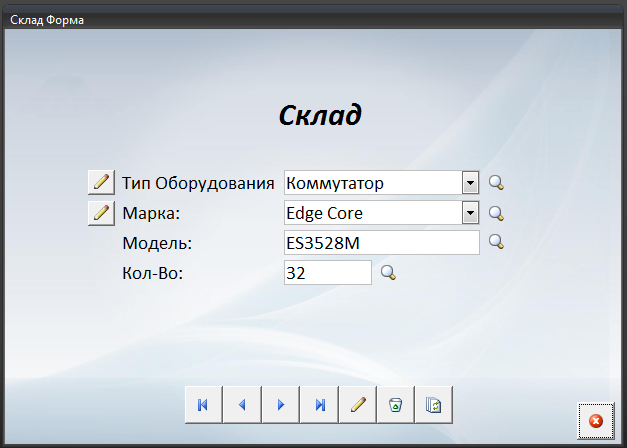 Склад Форма
Склад
Тип Оборудования Коммутатор
Марка: Edge Core
Модель: ES3528M
Кол-Во: 32